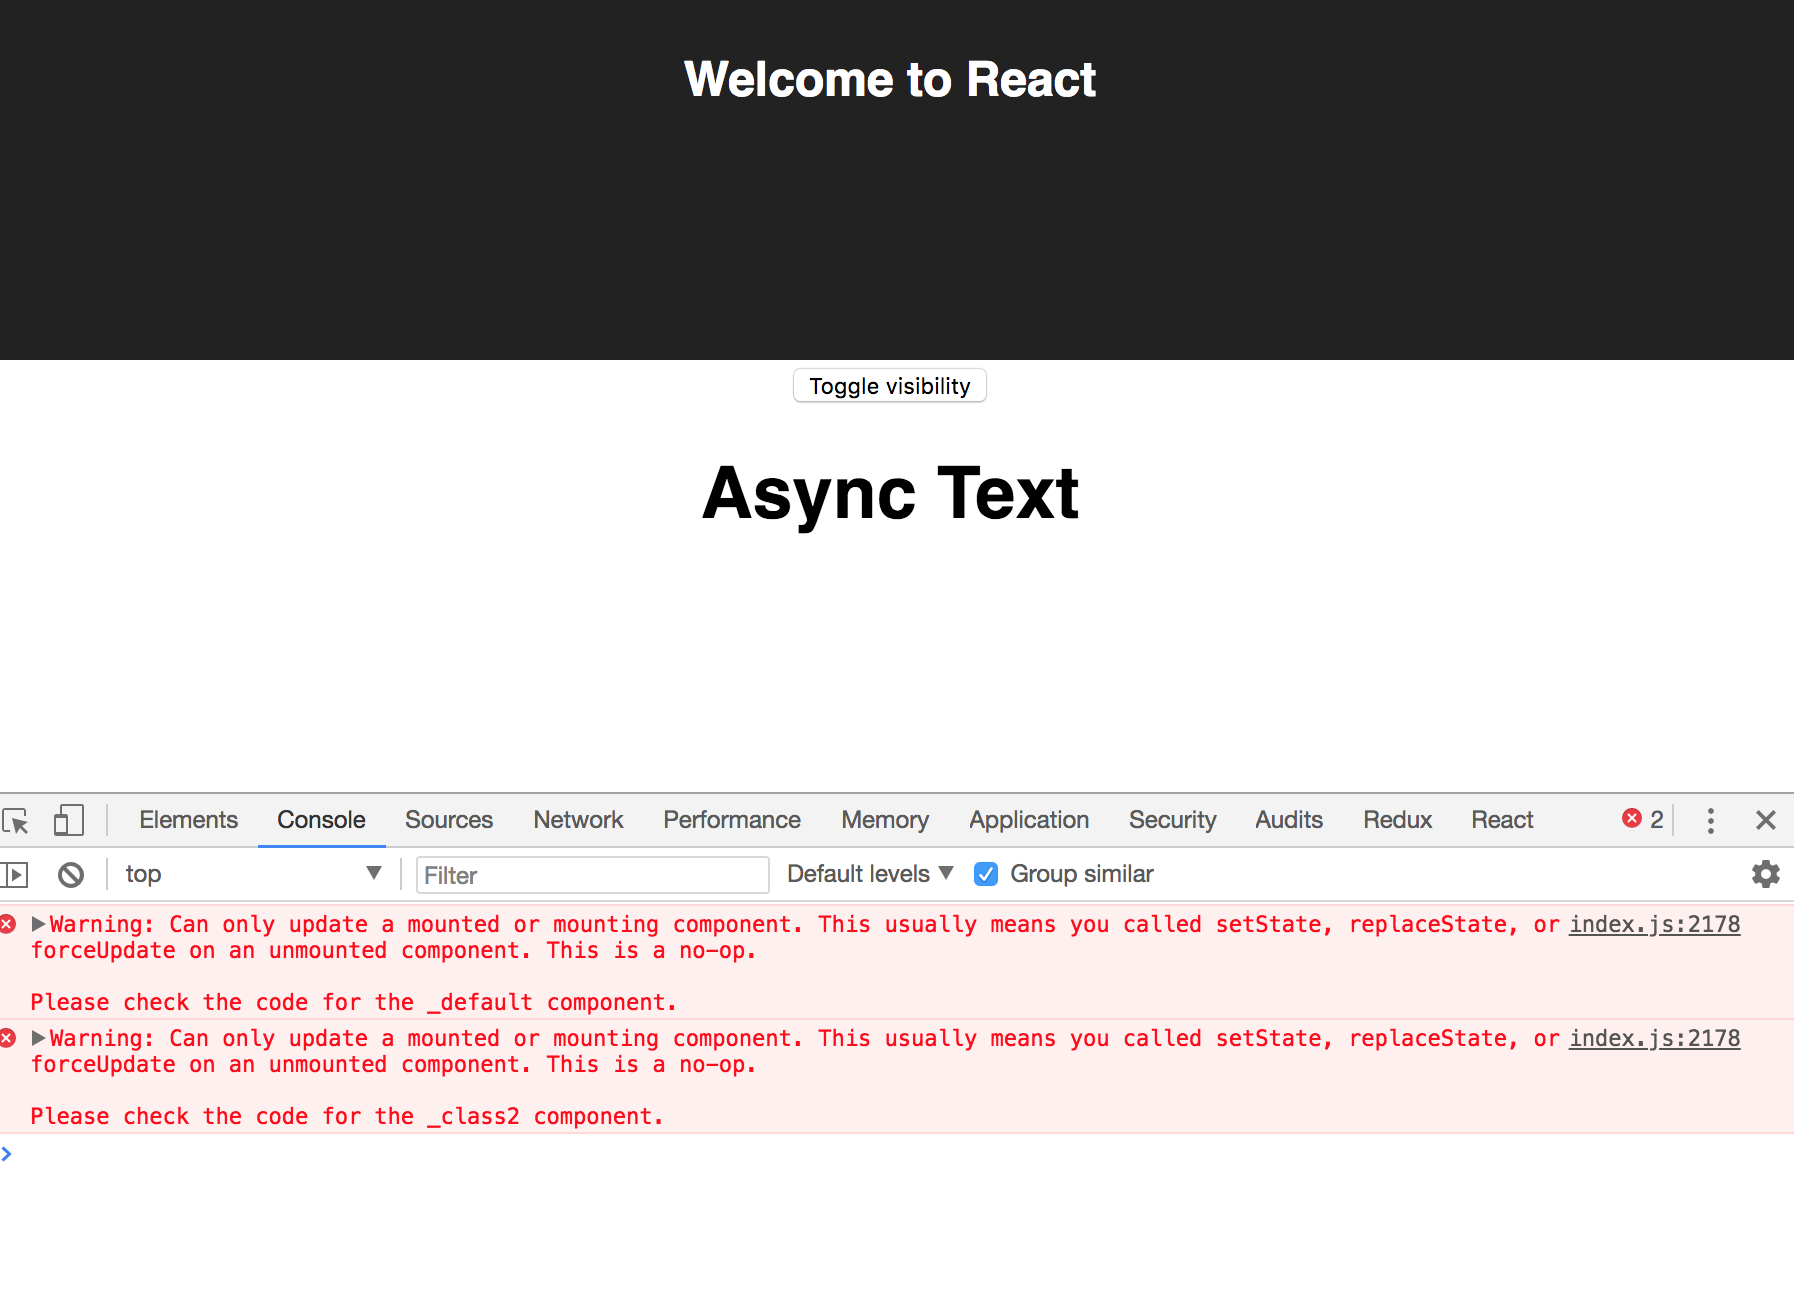 Welcome to React
Toggle visibility
Async Text
Elements Console Sources Network Performance Memory Application Security Audits Redux React 2
top Filter Default levels Group similar
Warning: Can only update a mounted or mounting component. This usually means you called setState, replaceState, or index.js:2178
forceUpdate on an unmounted component. This is a no-op.
Please check the code for the _default component.
Warning: Can only update a mounted or mounting component. This usually means you called setState, replaceState, or index.js:2178
forceUpdate on an unmounted component. This is a no-op.
Please check the code for the _class2 component.